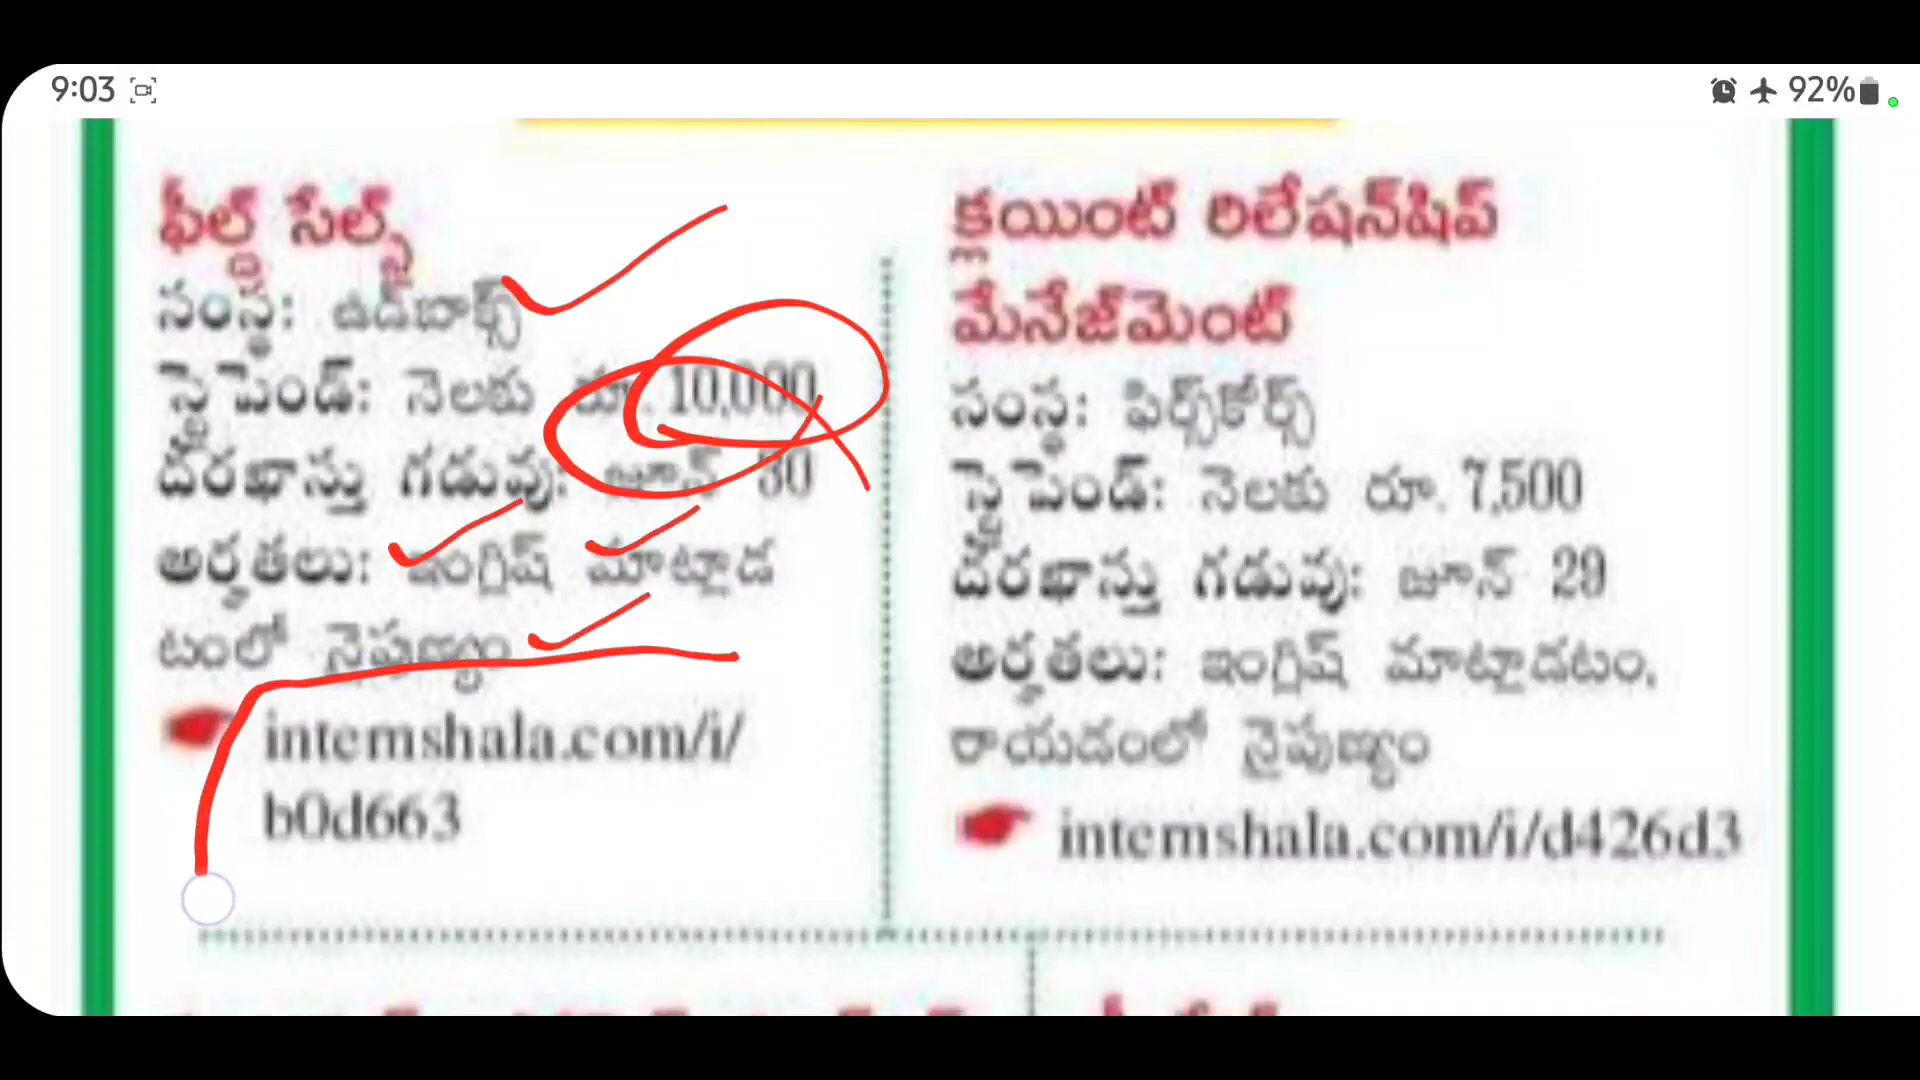 9:03
92%
ఫీల్డ్ సేల్స్
సంస్థ: ఉడ్‌బాక్స్
స్టైపెండ్: నెలకు రూ. 10,000
దరఖాస్తు గడువు: జూన్ 30
అర్హతలు: ఇంగ్లిష్ మాట్లాడ
టంలో నైపుణ్యం
internshala.com/i/
b0d663
క్లయింట్ రిలేషన్‌షిప్
మేనేజ్‌మెంట్
సంస్థ: ఫిర్స్‌కోర్స్
స్టైపెండ్: నెలకు రూ. 7,500
దరఖాస్తు గడువు: జూన్ 29
అర్హతలు: ఇంగ్లిష్ మాట్లాడటం,
రాయడంలో నైపుణ్యం
internshala.com/i/d426d3